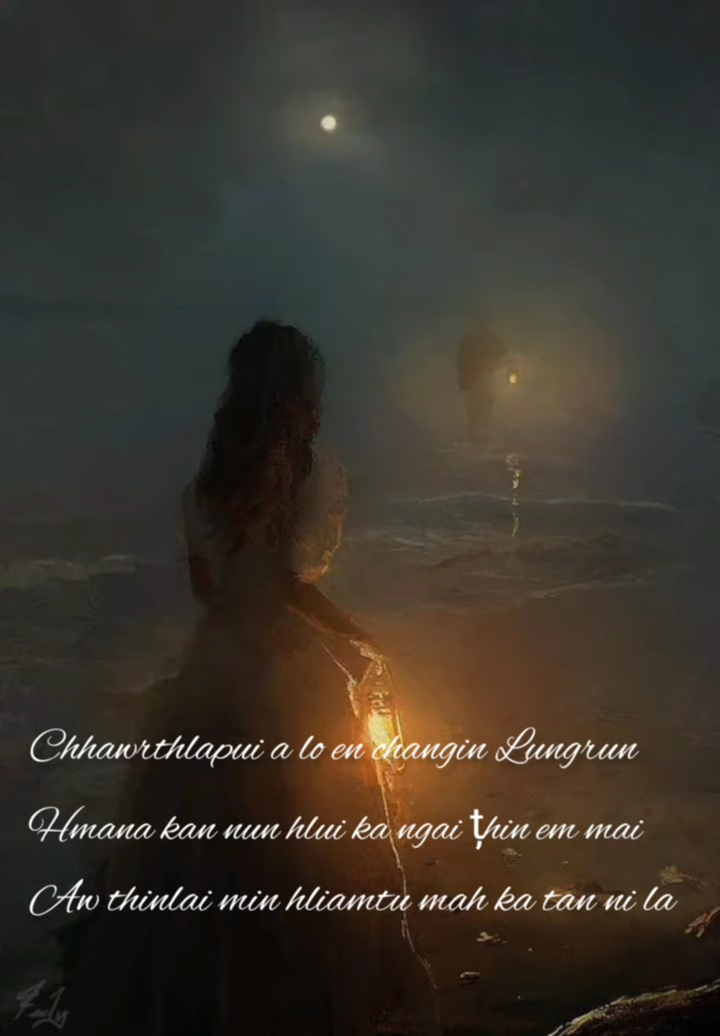 Chhawrthlapui a lo en changin Lungrun
Hmana kan nun hlui ka ngai ṭhin em mai
Aw thinlai min hliamtu mah ka tan ni la